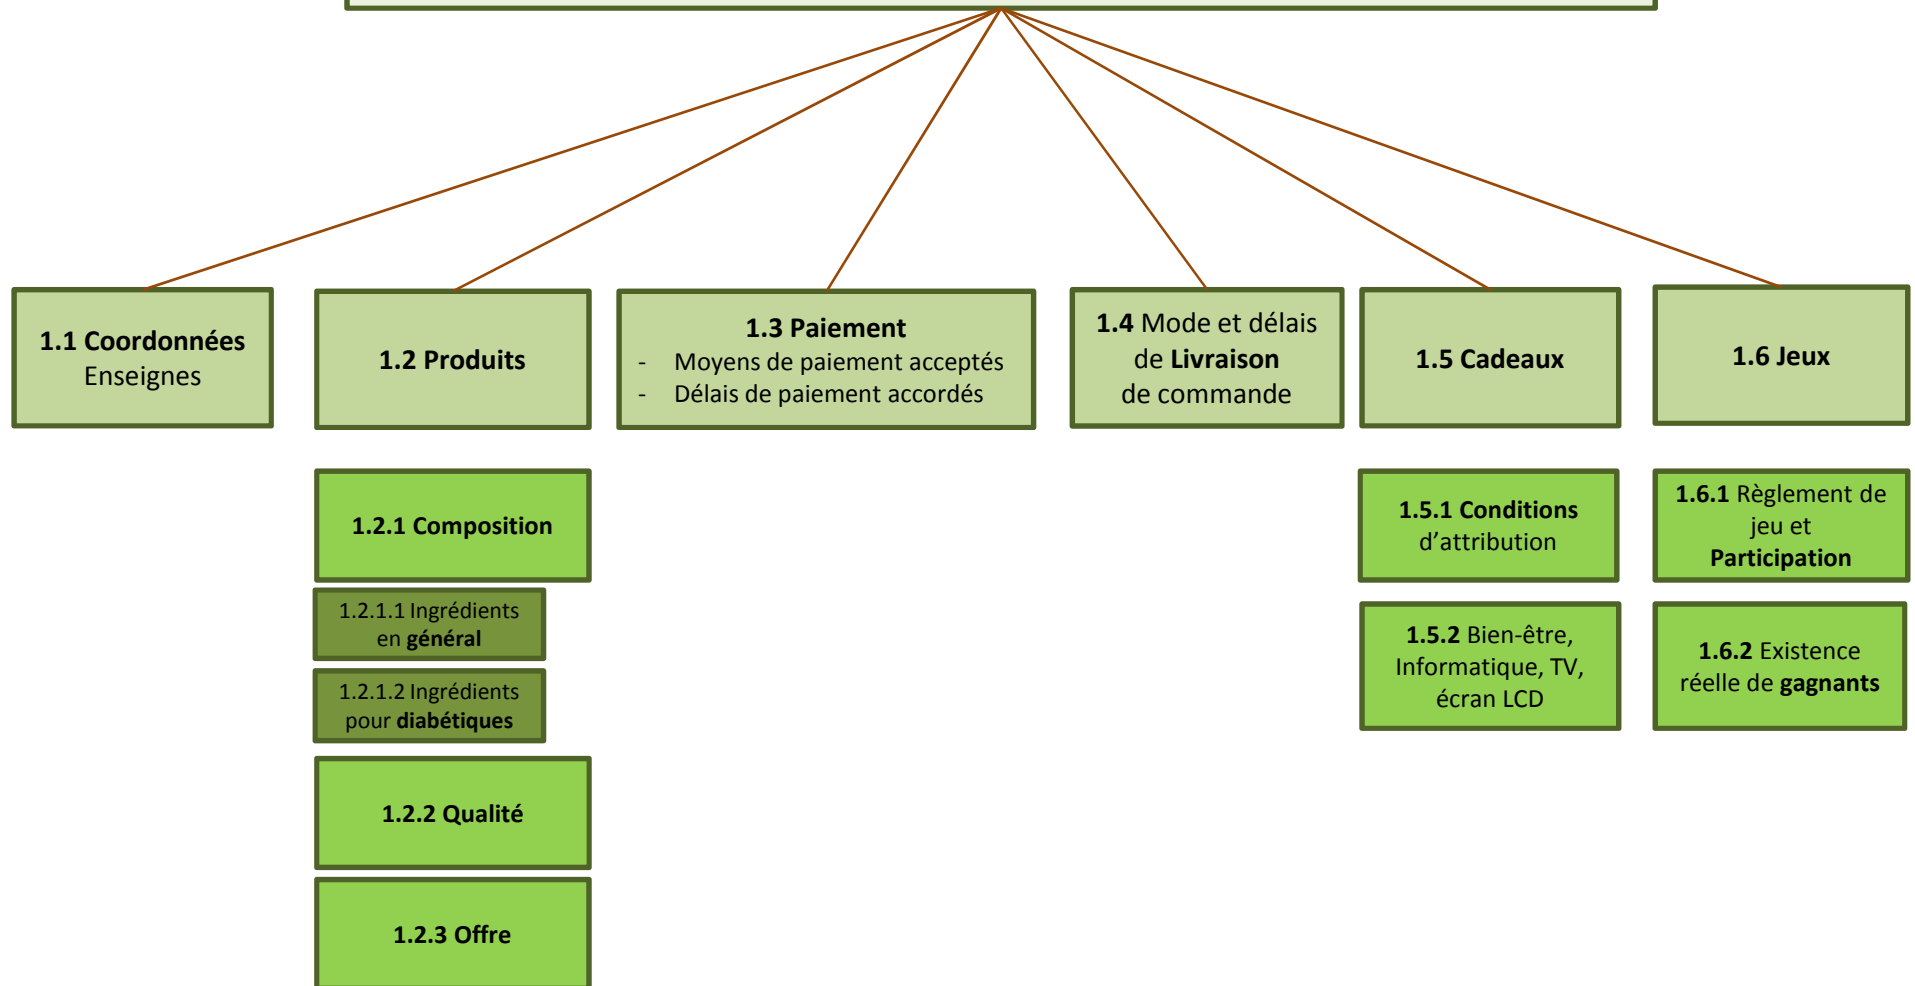 1.1 Coordonnées
Enseignes
1.2 Produits
1.3 Paiement
- Moyens de paiement acceptés
- Délais de paiement accordés
1.4 Mode et délais
de Livraison
de commande
1.5 Cadeaux
1.6 Jeux
1.2.1 Composition
1.2.1.1 Ingrédients
en général
1.2.1.2 Ingrédients
pour diabétiques
1.2.2 Qualité
1.2.3 Offre
1.5.1 Conditions
d’attribution
1.5.2 Bien-être,
Informatique, TV,
écran LCD
1.6.1 Règlement de
jeu et
Participation
1.6.2 Existence
réelle de gagnants